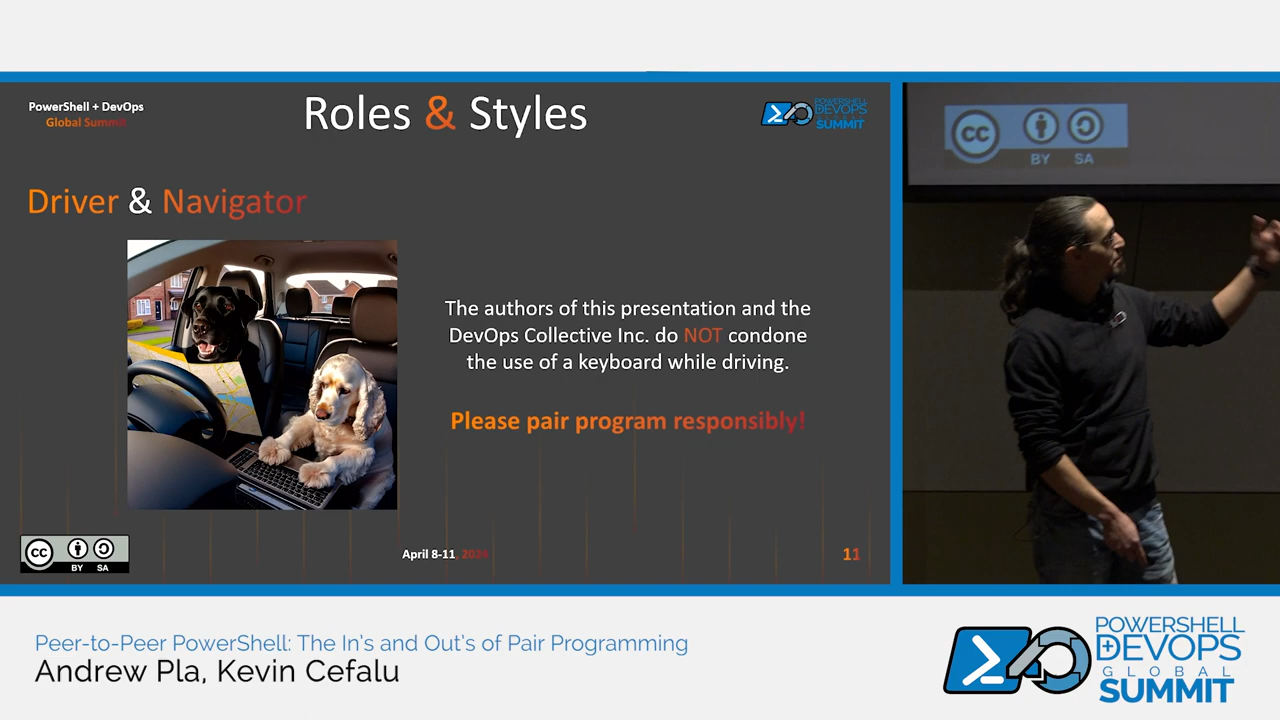 PowerShell + DevOps
Global Summit
Roles & Styles
POWERSHELL
DEVOPS
GLOBAL
SUMMIT
Driver & Navigator
The authors of this presentation and the
DevOps Collective Inc. do NOT condone
the use of a keyboard while driving.
Please pair program responsibly!
cc
BY SA
April 8-11, 2024
11
cc
BY SA
Peer-to-Peer PowerShell: The In's and Out's of Pair Programming
Andrew Pla, Kevin Cefalu
POWERSHELL
DEVOPS
GLOBAL
SUMMIT